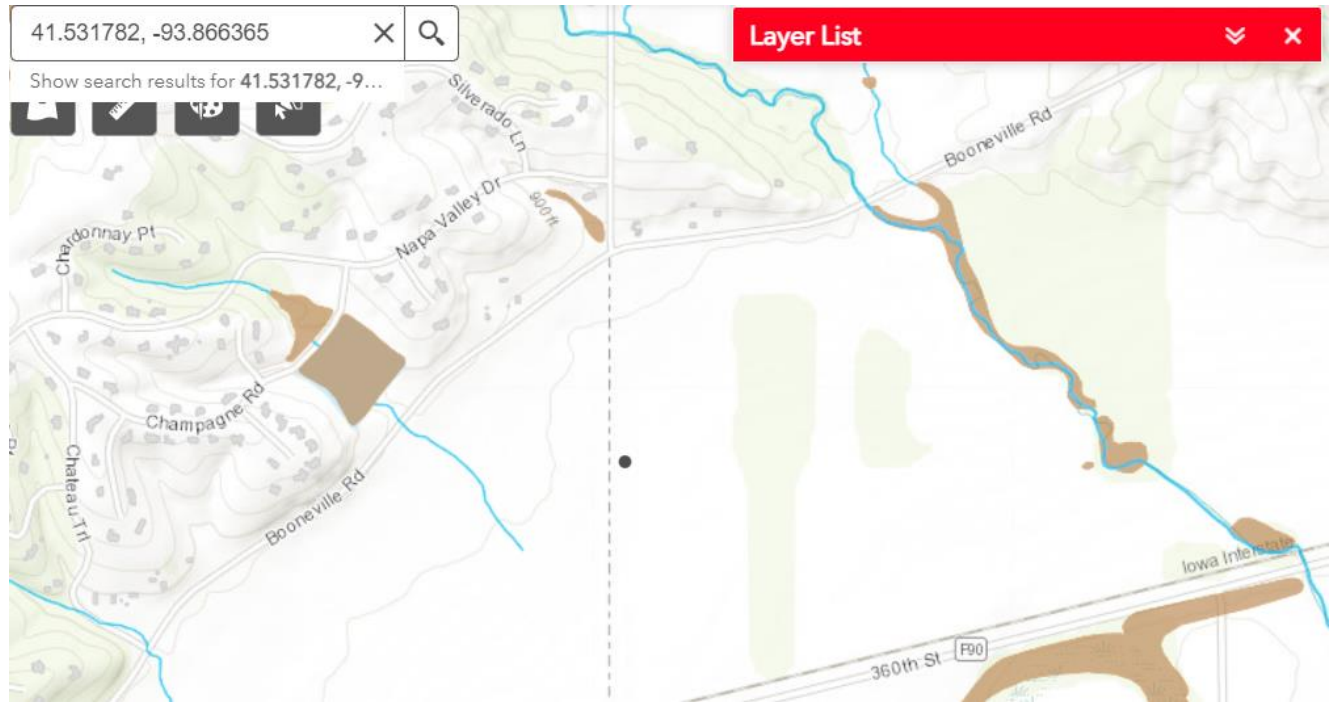 41.531782, -93.866365
Layer List
Show search results for 41.531782, -9...
Silverado Ln
Booneville Rd
Napa Valley Dr
900 ft
Chardonnay Pt
Champagne Rd
Chateau Trl
Booneville Rd
Iowa Interstate
360th St
F90